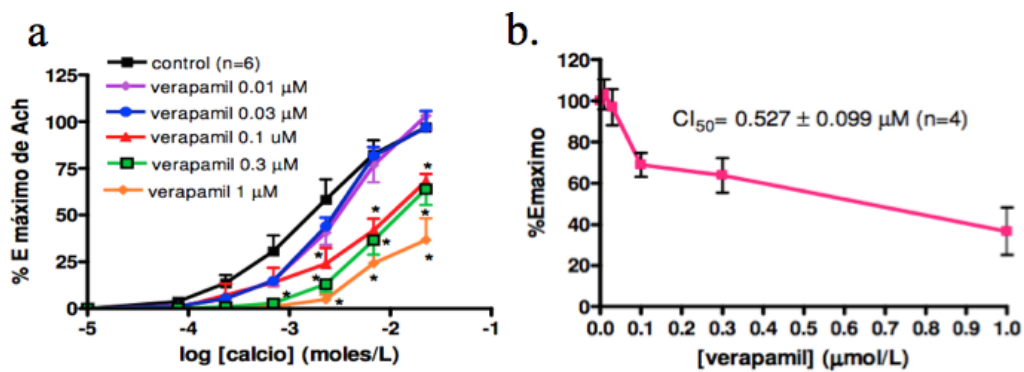 a
control (n=6)
verapamil 0.01 µM
verapamil 0.03 µM
verapamil 0.1 uM
verapamil 0.3 µM
verapamil 1 µM
% E máximo de Ach
125
100
75
50
25
0
-5
-4
-3
-2
-1
log [calcio] (moles/L)
* * * * * * * * * * *
b.
CI50= 0.527 ± 0.099 µM (n=4)
%Emaximo
120
100
80
60
40
20
0
0.0 0.1 0.2 0.3 0.4 0.5 0.6 0.7 0.8 0.9 1.0
[verapamil] (µmol/L)